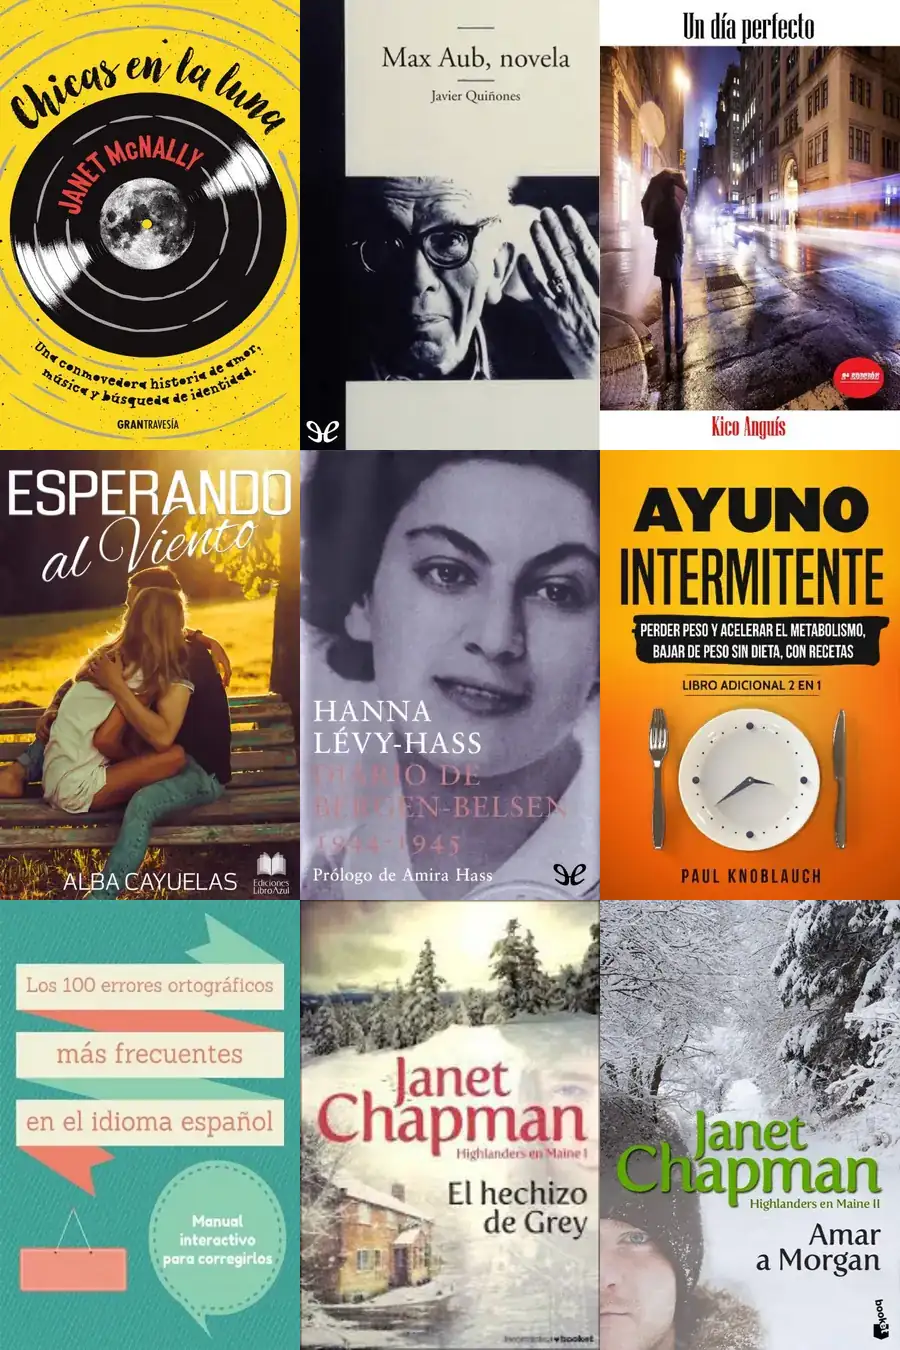 Chicas en la luna
JANET McNALLY
Una conmovedora historia de amor,
música y búsqueda de identidad.
GRANTRAVESÍA
Max Aub, novela
Javier Quiñones
Un día perfecto
2ª EDICIÓN
Kico Anguís
ESPERANDO
al Viento
ALBA CAYUELAS
Ediciones
LibroAzul
HANNA
LÉVY-HASS
DIARIO DE
BERGEN-BELSEN
1944-1945
Prólogo de Amira Hass
AYUNO
INTERMITENTE
PERDER PESO Y ACELERAR EL METABOLISMO,
BAJAR DE PESO SIN DIETA, CON RECETAS
LIBRO ADICIONAL 2 EN 1
PAUL KNOBLAUCH
Los 100 errores ortográficos
más frecuentes
en el idioma español
Manual
interactivo
para corregirlos
Janet
Chapman
Highlanders en Maine I
El hechizo
de Grey
booket
Janet
Chapman
Highlanders en Maine II
Amar
a Morgan
booket